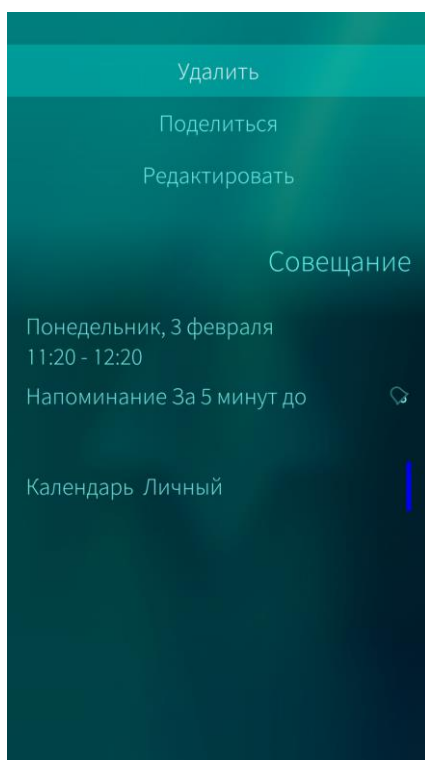 Удалить
Поделиться
Редактировать
Совещание
Понедельник, 3 февраля
11:20 - 12:20
Напоминание За 5 минут до
Календарь Личный